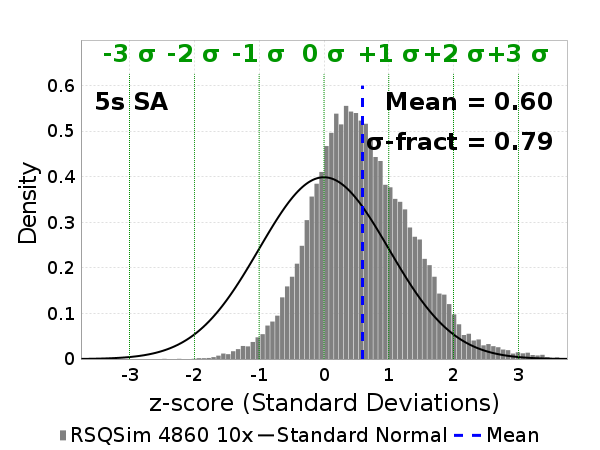 -3 σ -2 σ -1 σ 0 σ +1 σ +2 σ +3 σ
5s SA
Mean = 0.60
σ-fract = 0.79
0.6
0.5
0.4
0.3
0.2
0.1
0
Density
-3 -2 -1 0 1 2 3
z-score (Standard Deviations)
RSQSim 4860 10x Standard Normal Mean